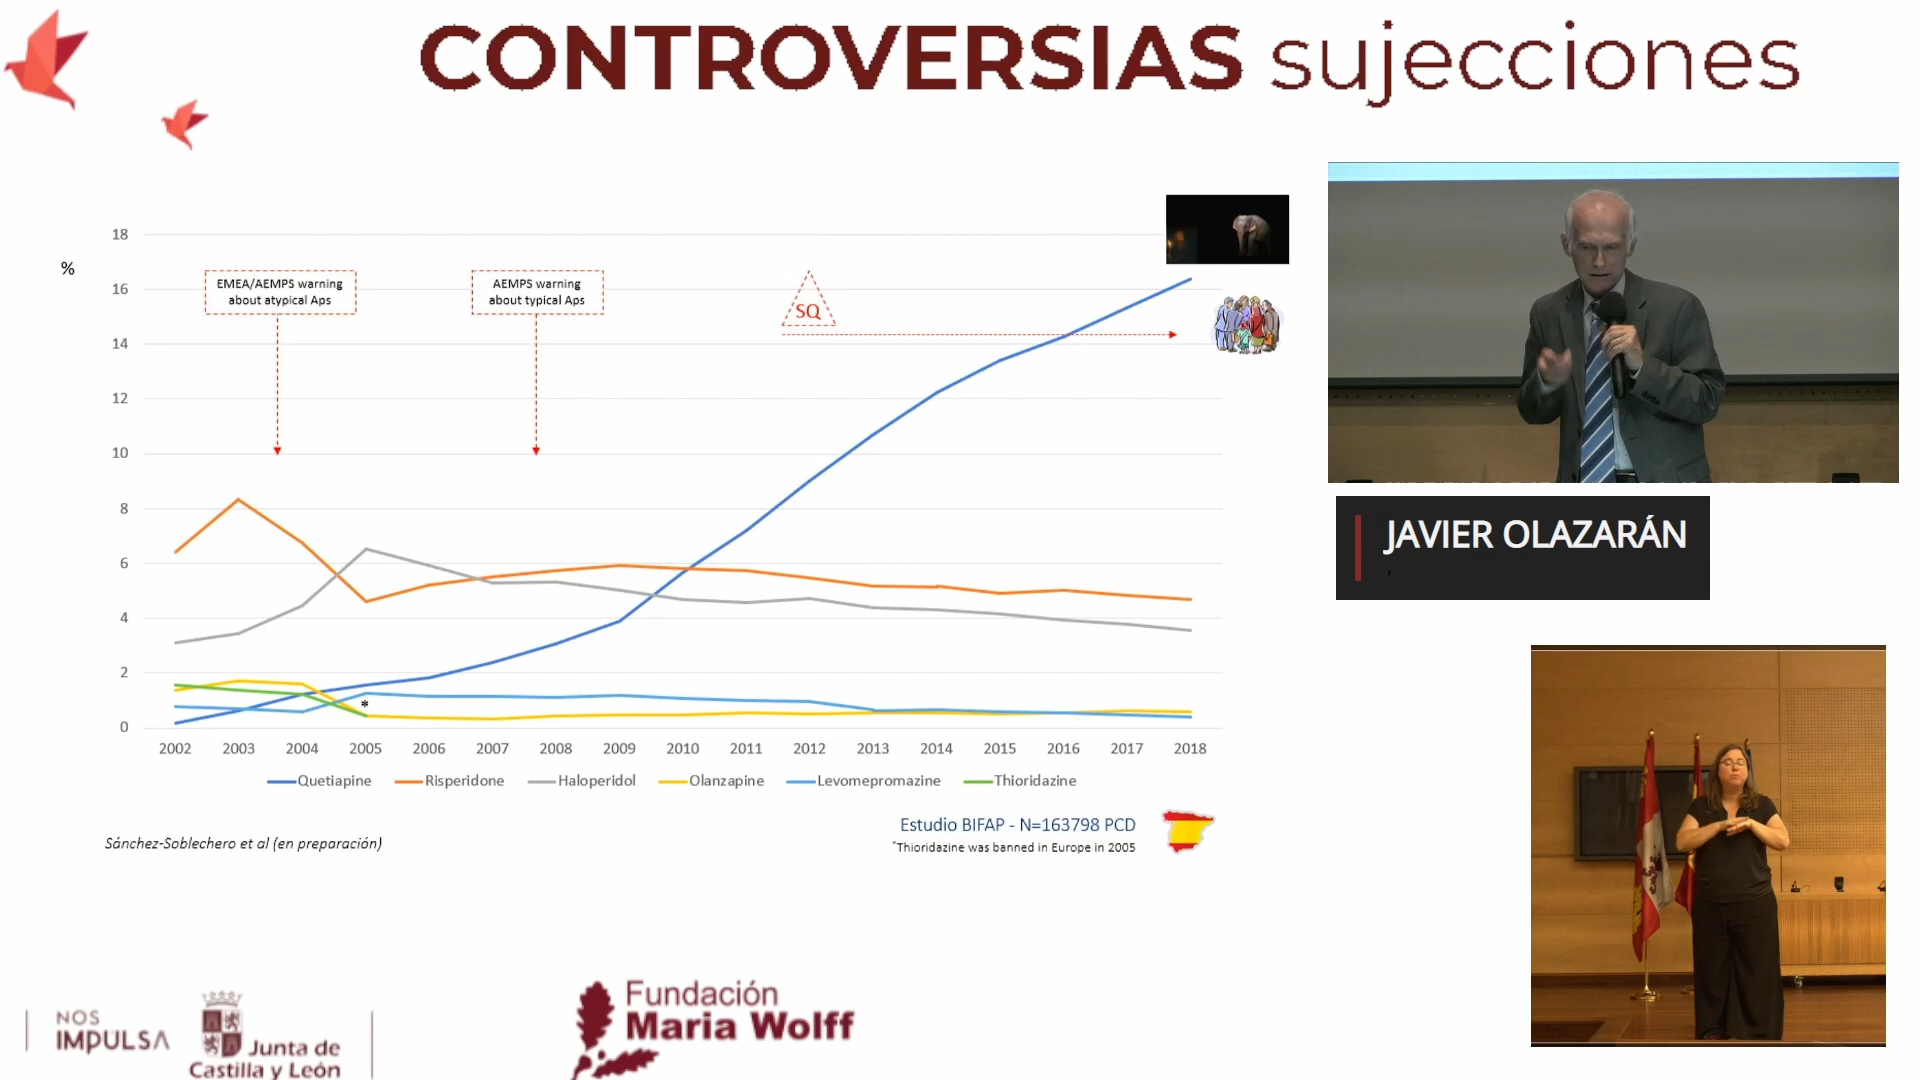 CONTROVERSIAS sujecciones
%
18
16
14
12
10
8
6
4
2
0
EMEA/AEMPS warning
about atypical Aps
AEMPS warning
about typical Aps
SQ
*
2002 2003 2004 2005 2006 2007 2008 2009 2010 2011 2012 2013 2014 2015 2016 2017 2018
Quetiapine Risperidone Haloperidol Olanzapine Levomepromazine Thioridazine
Sánchez-Soblechero et al (en preparación)
Estudio BIFAP - N=163798 PCD
*Thioridazine was banned in Europe in 2005
JAVIER OLAZARÁN
,
NOS
IMPULSA
Junta de
Castilla y León
Fundación
Maria Wolff